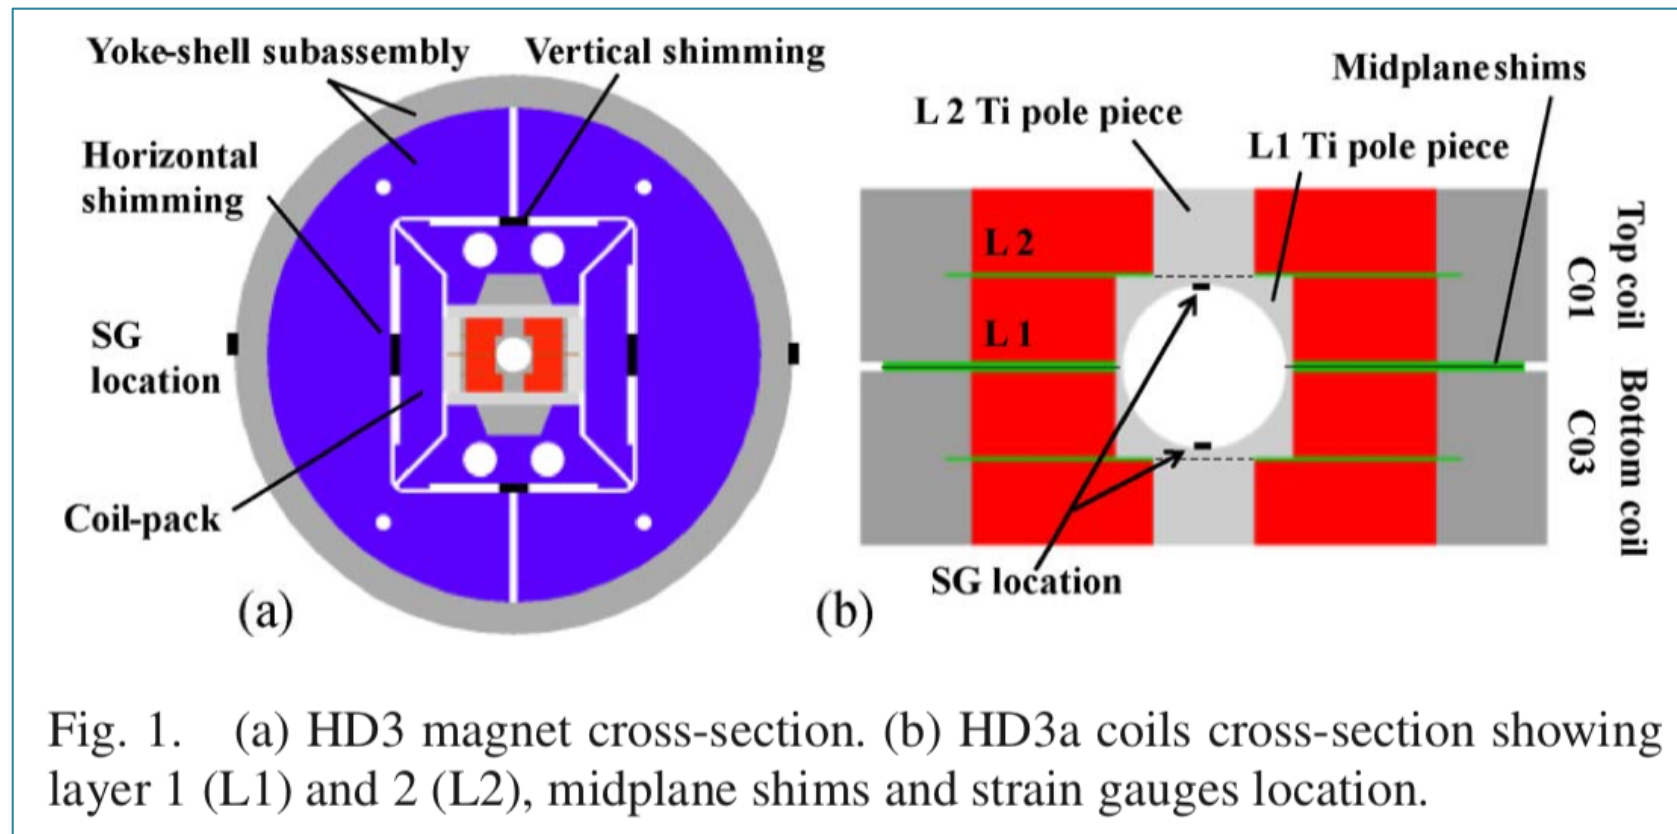 Yoke-shell subassembly
Vertical shimming
Horizontal
shimming
SG
location
Coil-pack
(a)
Midplane shims
L 2 Ti pole piece
L1 Ti pole piece
L 2
L 1
Top coil
C01
Bottom coil
C03
SG location
(b)
Fig. 1. (a) HD3 magnet cross-section. (b) HD3a coils cross-section showing
layer 1 (L1) and 2 (L2), midplane shims and strain gauges location.